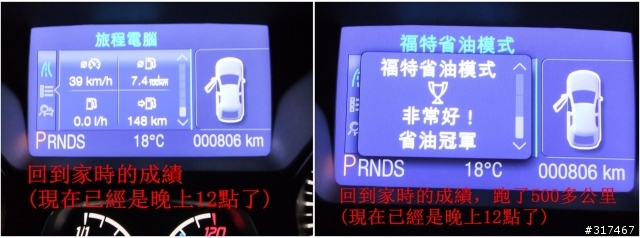 旅程電腦
39 km/h
7.4
0.0 l/h
148 km
PRNDS 18°C 000806 km
回到家時的成績
(現在已經是晚上12點了)
1/1
120
福特省油模式
福特省油模式
非常好！
省油冠軍
PRNDS 18°C 000806 km
回到家時的成績，跑了500多公里
(現在已經是晚上12點了)
#317467